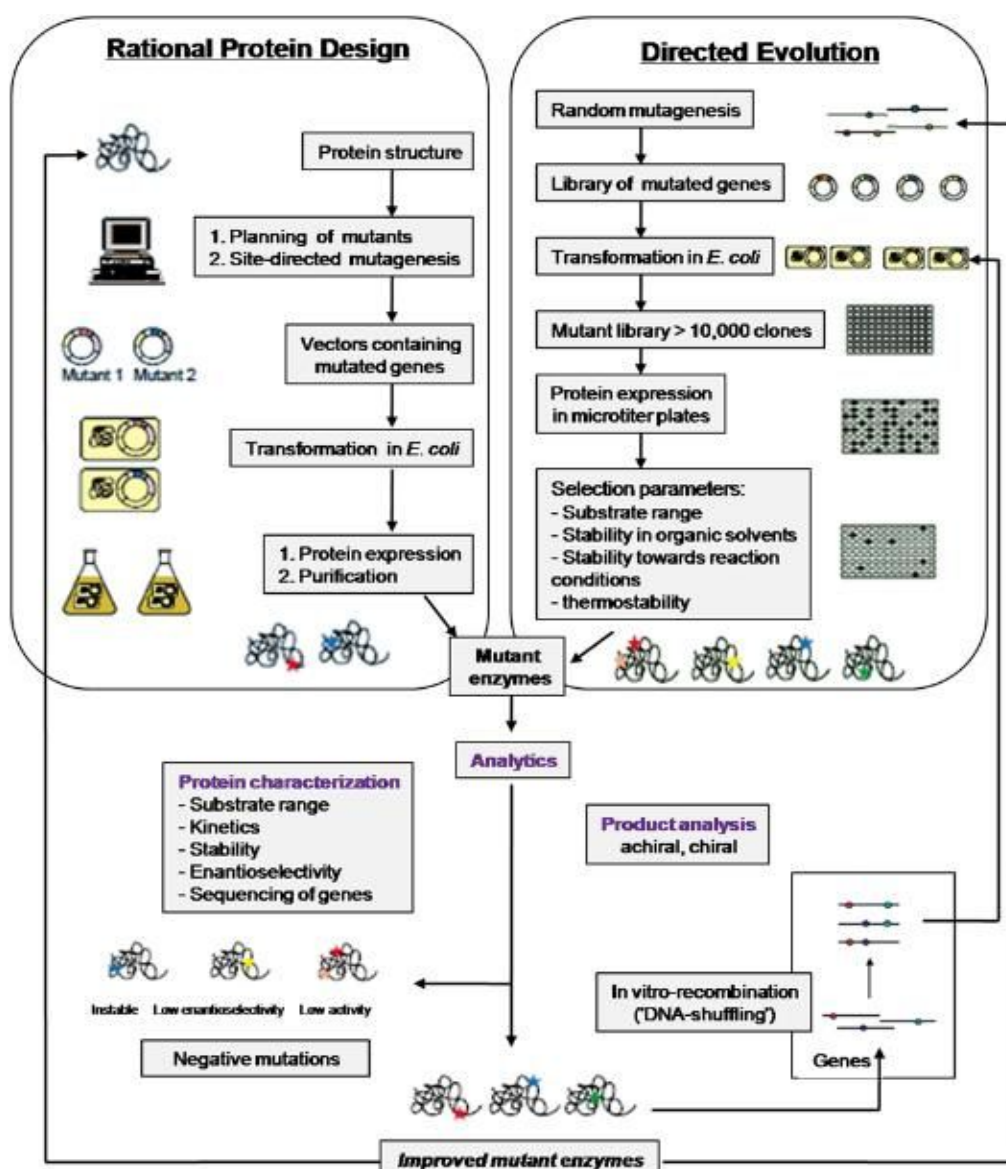 Rational Protein Design
Protein structure
1. Planning of mutants
2. Site-directed mutagenesis
Mutant 1 Mutant 2
Vectors containing
mutated genes
Transformation in E. coli
1. Protein expression
2. Purification
Directed Evolution
Random mutagenesis
Library of mutated genes
Transformation in E. coli
Mutant library > 10,000 clones
Protein expression
in microtiter plates
Selection parameters:
- Substrate range
- Stability in organic solvents
- Stability towards reaction
conditions
- thermostability
Mutant
enzymes
Analytics
Protein characterization
- Substrate range
- Kinetics
- Stability
- Enantioselectivity
- Sequencing of genes
Product analysis
achiral, chiral
Instable Low enantioselectivity Low activity
Negative mutations
In vitro-recombination
('DNA-shuffling')
Genes
Improved mutant enzymes